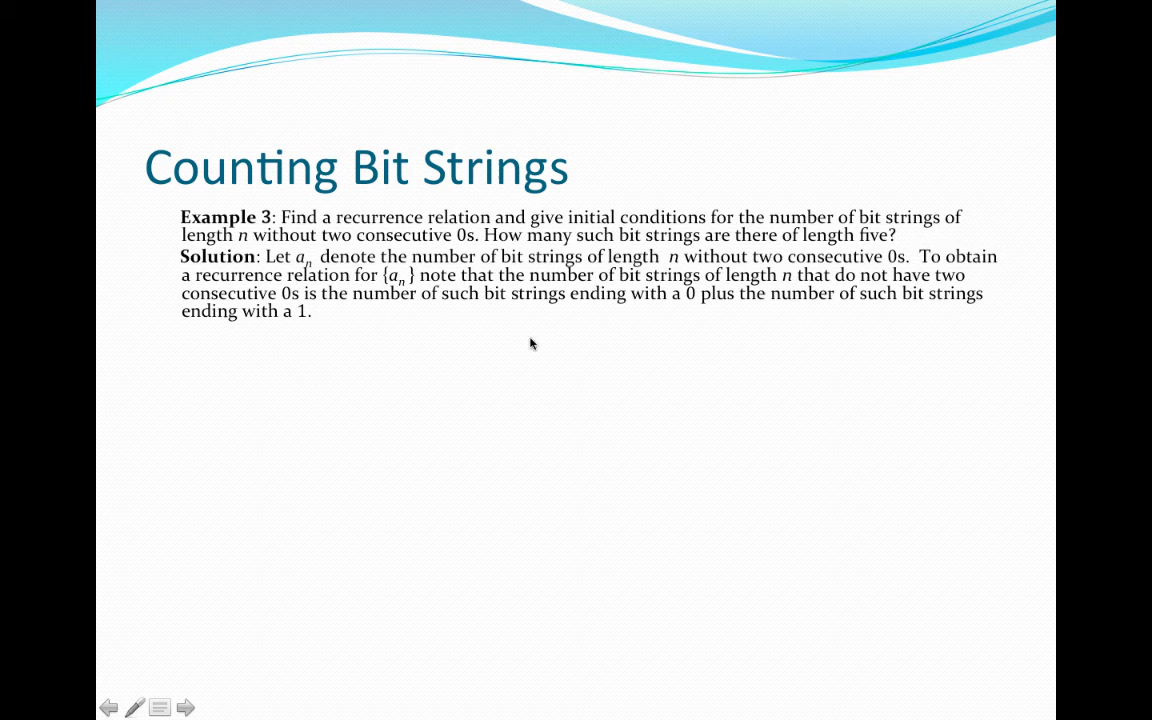 Counting Bit Strings
Example 3: Find a recurrence relation and give initial conditions for the number of bit strings of
length n without two consecutive 0s. How many such bit strings are there of length five?
Solution: Let aₙ denote the number of bit strings of length n without two consecutive 0s. To obtain
a recurrence relation for {aₙ} note that the number of bit strings of length n that do not have two
consecutive 0s is the number of such bit strings ending with a 0 plus the number of such bit strings
ending with a 1.